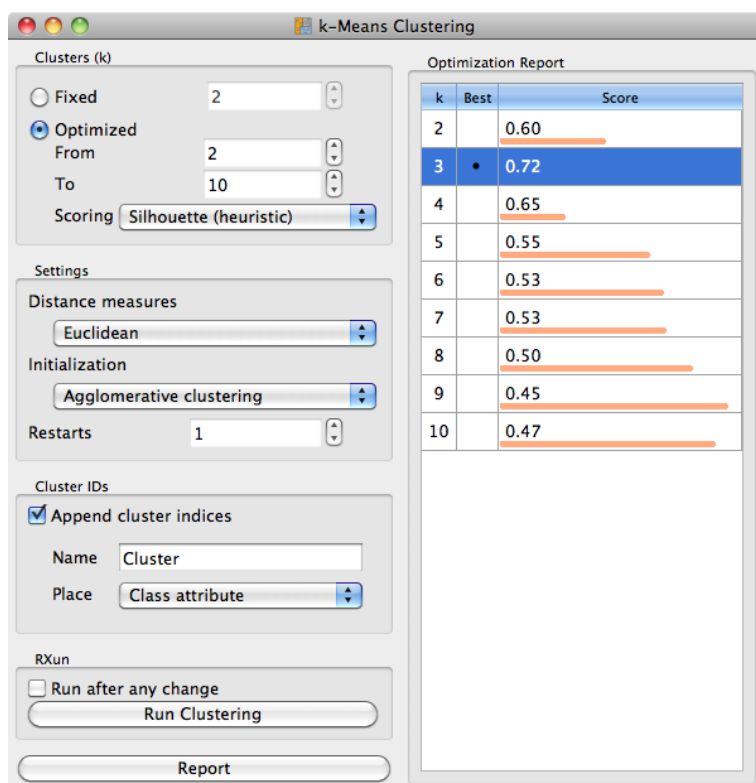 k-Means Clustering
Clusters (k)
Fixed 2
Optimized
From 2
To 10
Scoring Silhouette (heuristic)
Settings
Distance measures
Euclidean
Initialization
Agglomerative clustering
Restarts 1
Cluster IDs
Append cluster indices
Name Cluster
Place Class attribute
RXun
Run after any change
Run Clustering
Report
Optimization Report
k Best Score
2 0.60
3 • 0.72
4 0.65
5 0.55
6 0.53
7 0.53
8 0.50
9 0.45
10 0.47